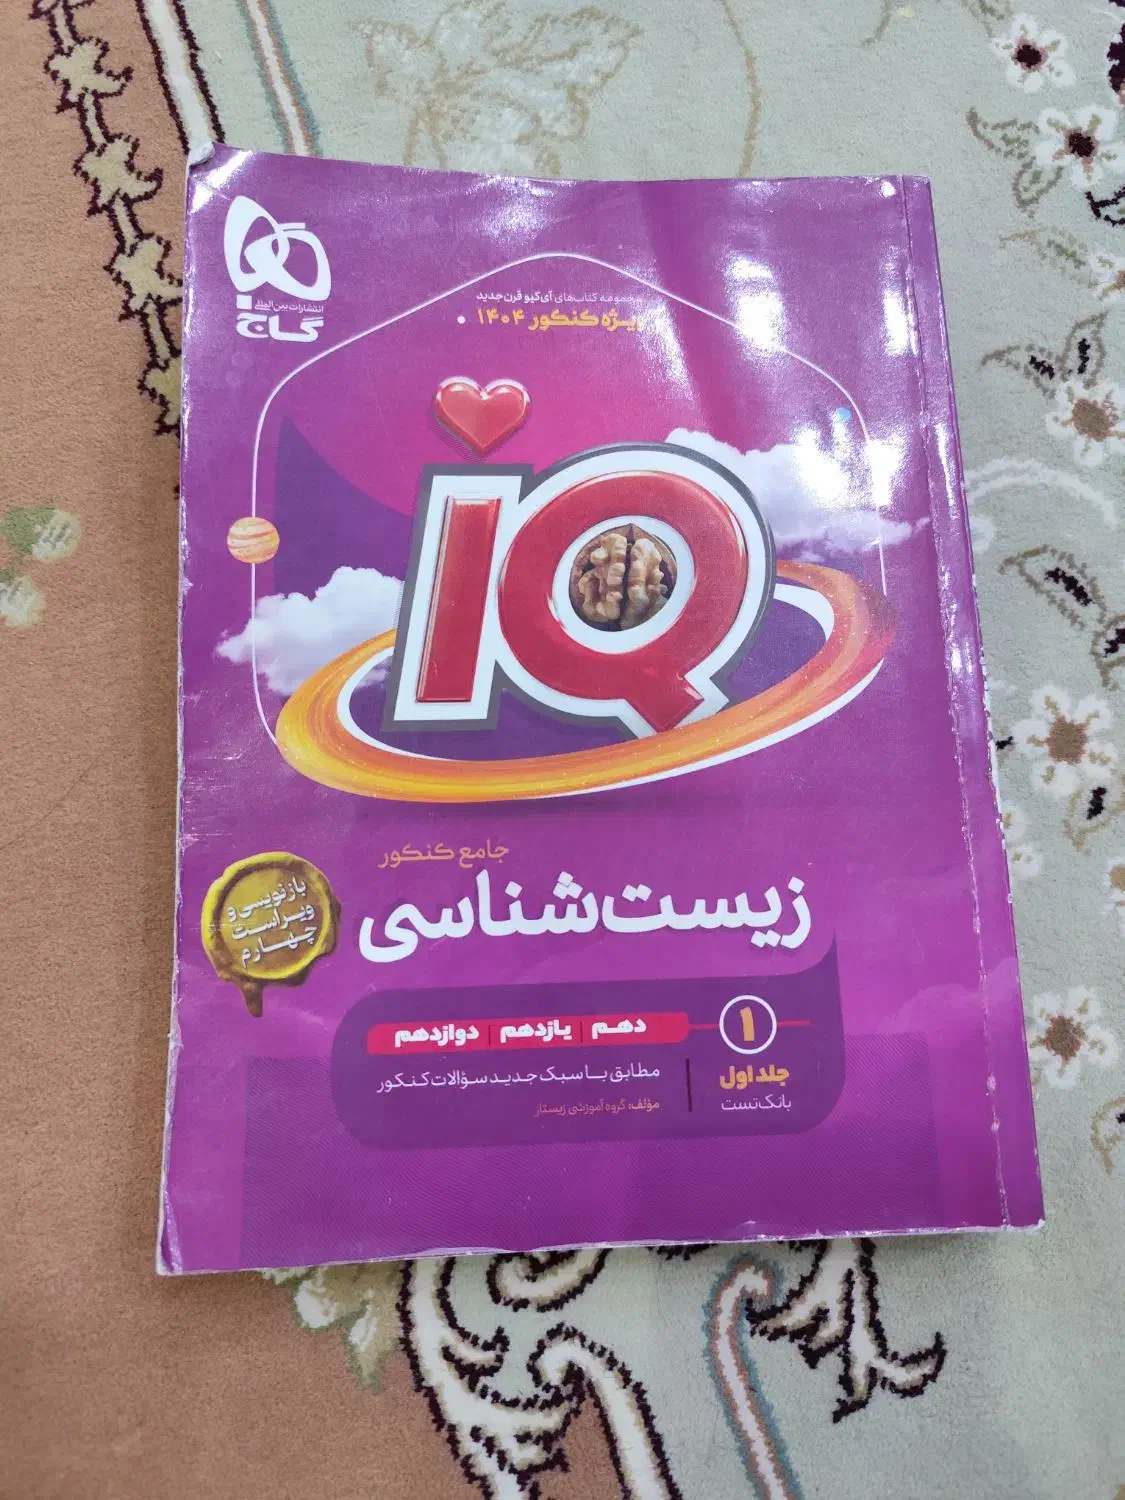 انتشارات بین‌المللی
گاج
مجموعه کتاب‌های آی‌کیو قرن جدید
ویژه کنکور ۱۴۰۴
iQ
جامع کنکور
زیست‌شناسی
بازنویسی و
ویراست
چهارم
۱
جلد اول
بانک تست
دهم | یازدهم | دوازدهم
مطابق با سبک جدید سؤالات کنکور
مؤلف: گروه آموزشی زیستاز